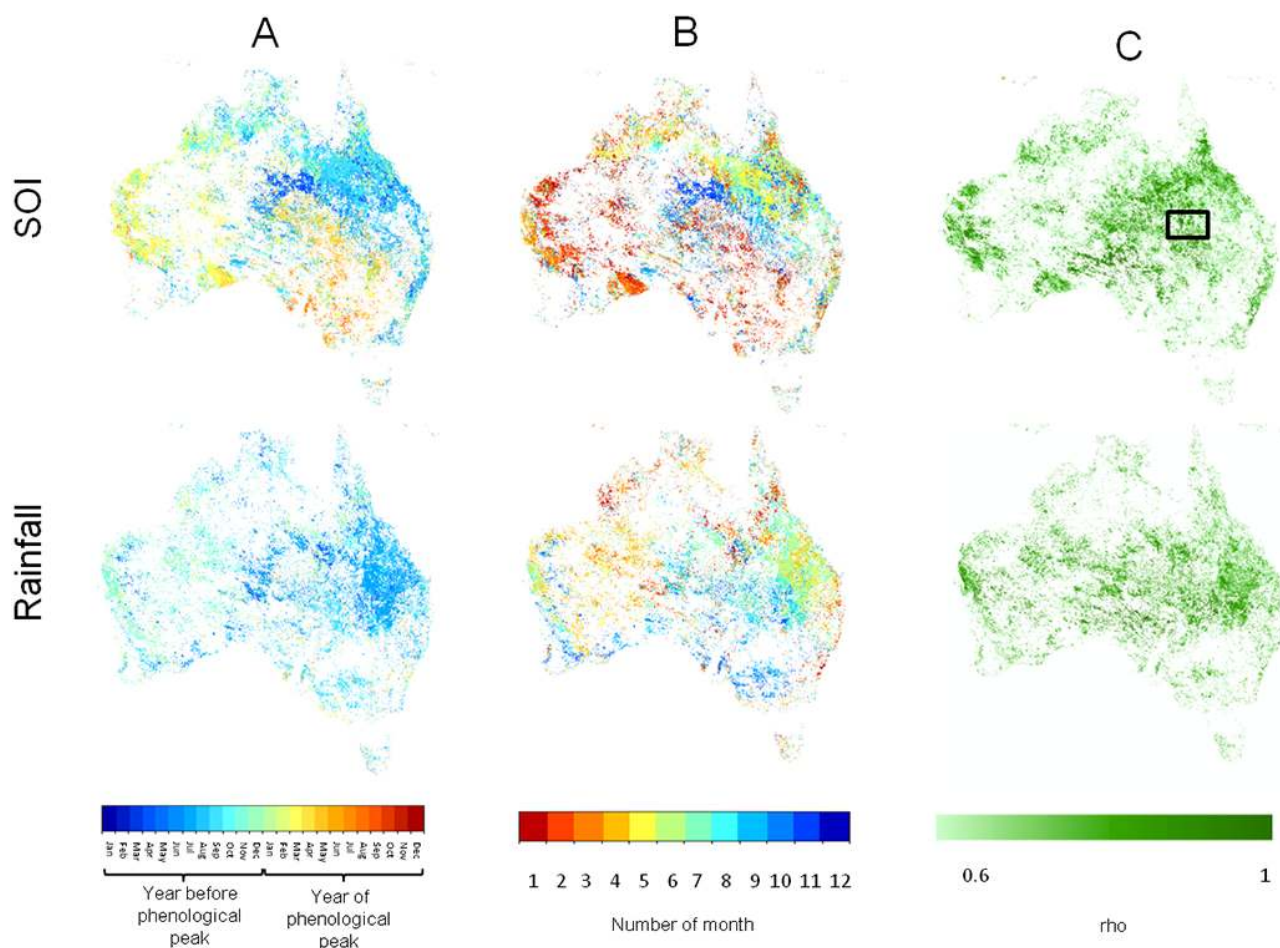 A
B
C
SOI
Rainfall
Jan Feb Mar Apr May Jun Jul Aug Sep Oct Nov Dec Jan Feb Mar Apr May Jun Jul Aug Sep Oct Nov Dec
Year before
phenological
peak
Year of
phenological
peak
1 2 3 4 5 6 7 8 9 10 11 12
Number of month
0.6 1
rho